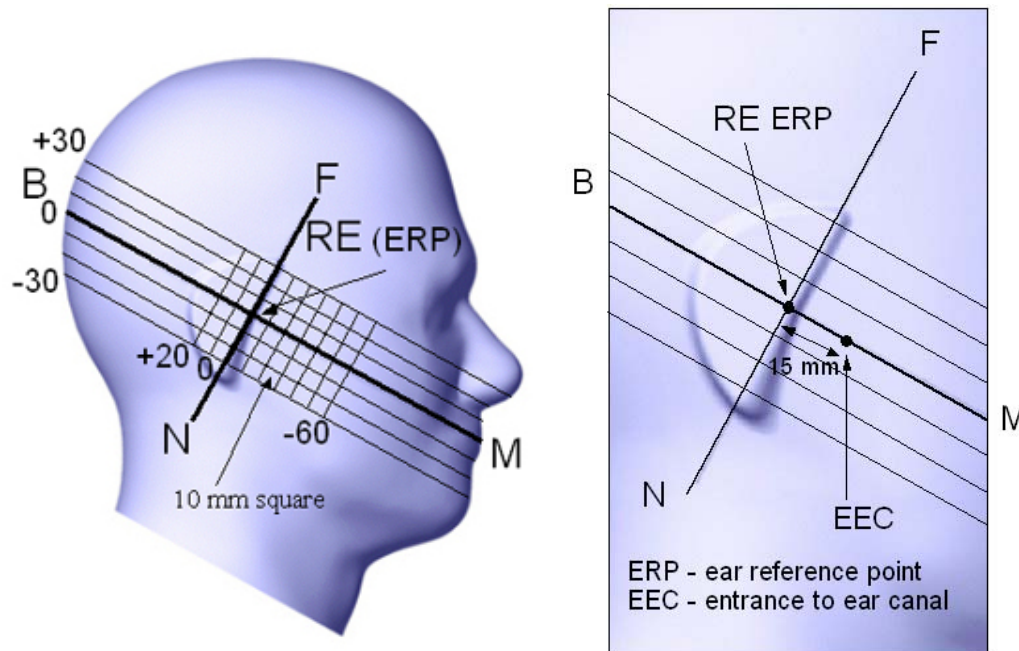 +30
B
0
-30
F
RE (ERP)
+20
0
N
-60
M
10 mm square
F
RE ERP
B
15 mm
M
N
EEC
ERP - ear reference point
EEC - entrance to ear canal